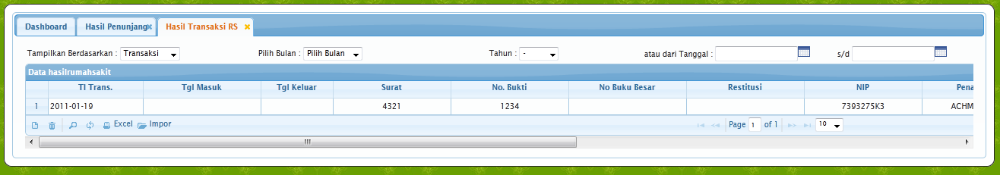 Dashboard Hasil Penunjang Hasil Transaksi RS
Tampilkan Berdasarkan : Transaksi Pilih Bulan : Pilih Bulan Tahun : - atau dari Tanggal : s/d
Data hasilrumahsakit
Tl Trans. Tgl Masuk Tgl Keluar Surat No. Bukti No Buku Besar Restitusi NIP Pena
1 2011-01-19 4321 1234 7393275K3 ACHM
Excel Impor Page 1 of 1 10